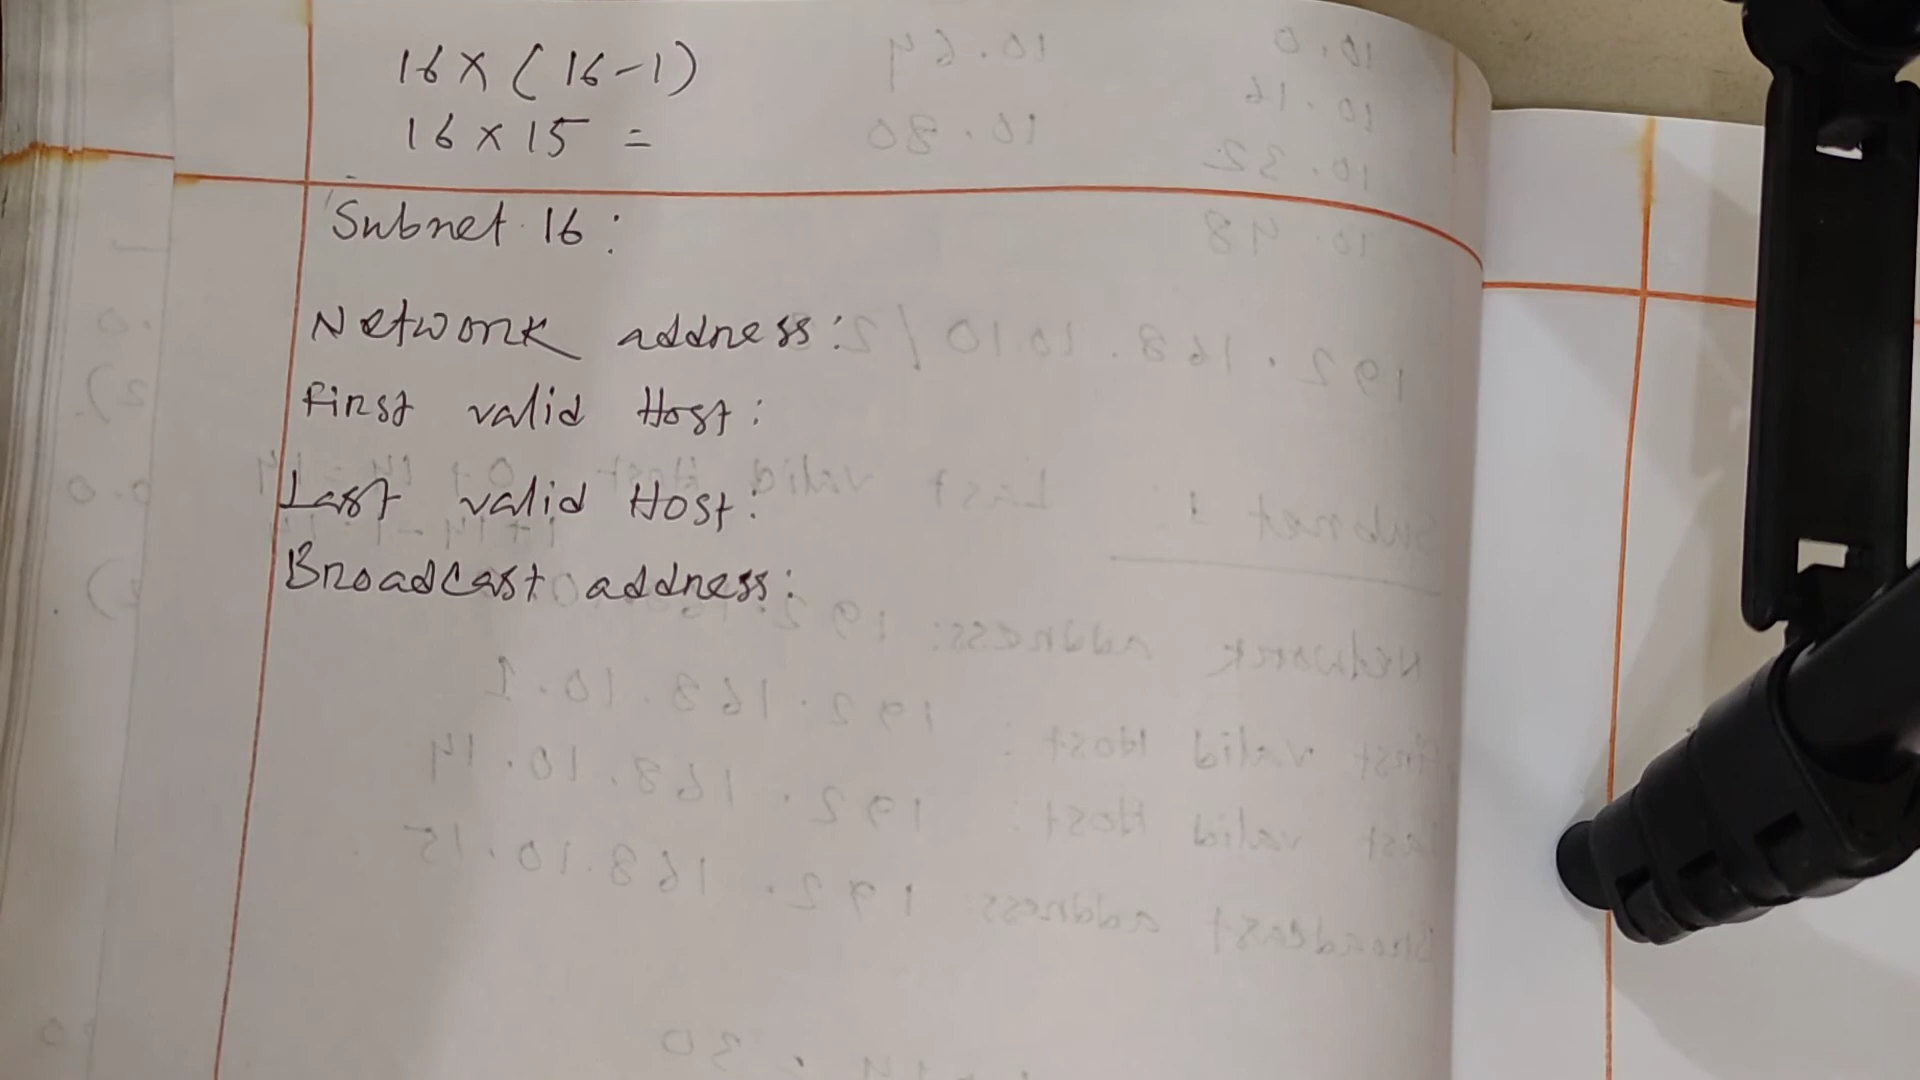 16 × (16-1)
16 × 15 =
Subnet 16:
Network address:
First valid Host:
Last valid Host:
Broadcast address: